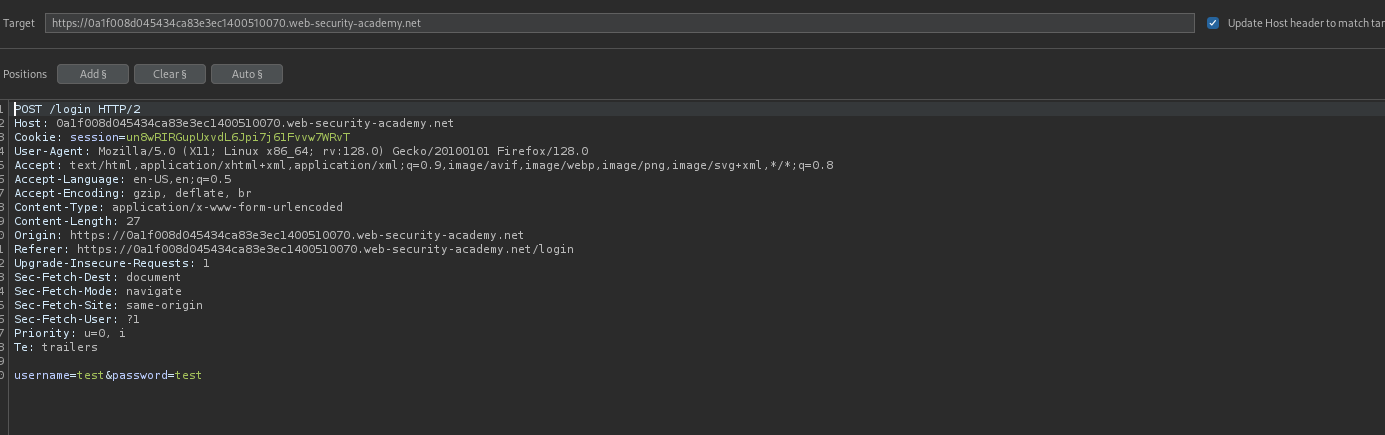 Target https://0a1f008d045434ca83e3ec1400510070.web-security-academy.net Update Host header to match tar
Positions Add § Clear § Auto §
1 POST /login HTTP/2
2 Host: 0a1f008d045434ca83e3ec1400510070.web-security-academy.net
3 Cookie: session=un8wRIRGupUxvdL6Jpi7j61Fvvw7WRvT
4 User-Agent: Mozilla/5.0 (X11; Linux x86_64; rv:128.0) Gecko/20100101 Firefox/128.0
5 Accept: text/html,application/xhtml+xml,application/xml;q=0.9,image/avif,image/webp,image/png,image/svg+xml,*/*;q=0.8
6 Accept-Language: en-US,en;q=0.5
7 Accept-Encoding: gzip, deflate, br
8 Content-Type: application/x-www-form-urlencoded
9 Content-Length: 27
0 Origin: https://0a1f008d045434ca83e3ec1400510070.web-security-academy.net
1 Referer: https://0a1f008d045434ca83e3ec1400510070.web-security-academy.net/login
2 Upgrade-Insecure-Requests: 1
3 Sec-Fetch-Dest: document
4 Sec-Fetch-Mode: navigate
5 Sec-Fetch-Site: same-origin
6 Sec-Fetch-User: ?1
7 Priority: u=0, i
8 Te: trailers
9
0 username=test&password=test